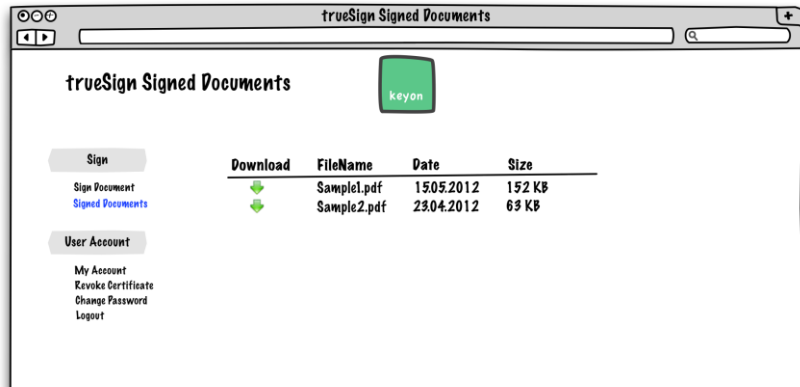 trueSign Signed Documents
trueSign Signed Documents
keyon
Sign
Sign Document
Signed Documents
User Account
My Account
Revoke Certificate
Change Password
Logout
Download FileName Date Size
Sample1.pdf 15.05.2012 152 KB
Sample2.pdf 23.04.2012 63 KB